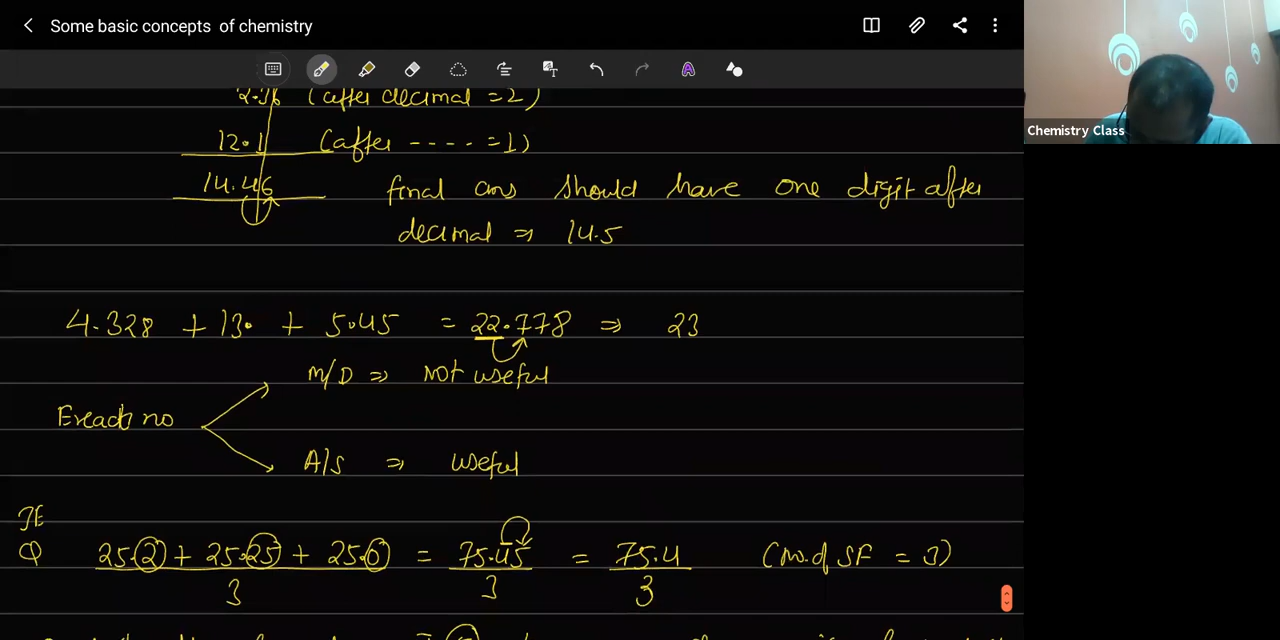 Some basic concepts of chemistry
2.36 (after decimal = 2)
12.1 (after ---- = 1)
14.46 final ans should have one digit after
decimal ⇒ 14.5
4.328 + 13. + 5.45 = 22.778 ⇒ 23
M/D ⇒ Not useful
Exact no
A/S ⇒ useful
Q 25.2 + 25.25 + 25.0 = 75.45 = 75.4 (no. of SF = 3)
3 3 3
Chemistry Class